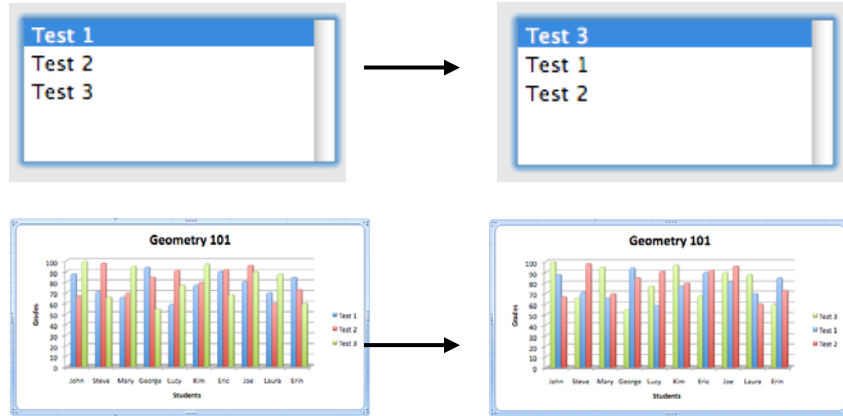 Test 1
Test 2
Test 3
Test 3
Test 1
Test 2
Geometry 101
100
90
80
70
60
50
40
30
20
10
0
Grades
John Steve Mary George Lucy Kim Eric Joe Laura Erin
Students
Test 1
Test 2
Test 3
Geometry 101
100
90
80
70
60
50
40
30
20
10
0
Grades
John Steve Mary George Lucy Kim Eric Joe Laura Erin
Students
Test 3
Test 1
Test 2